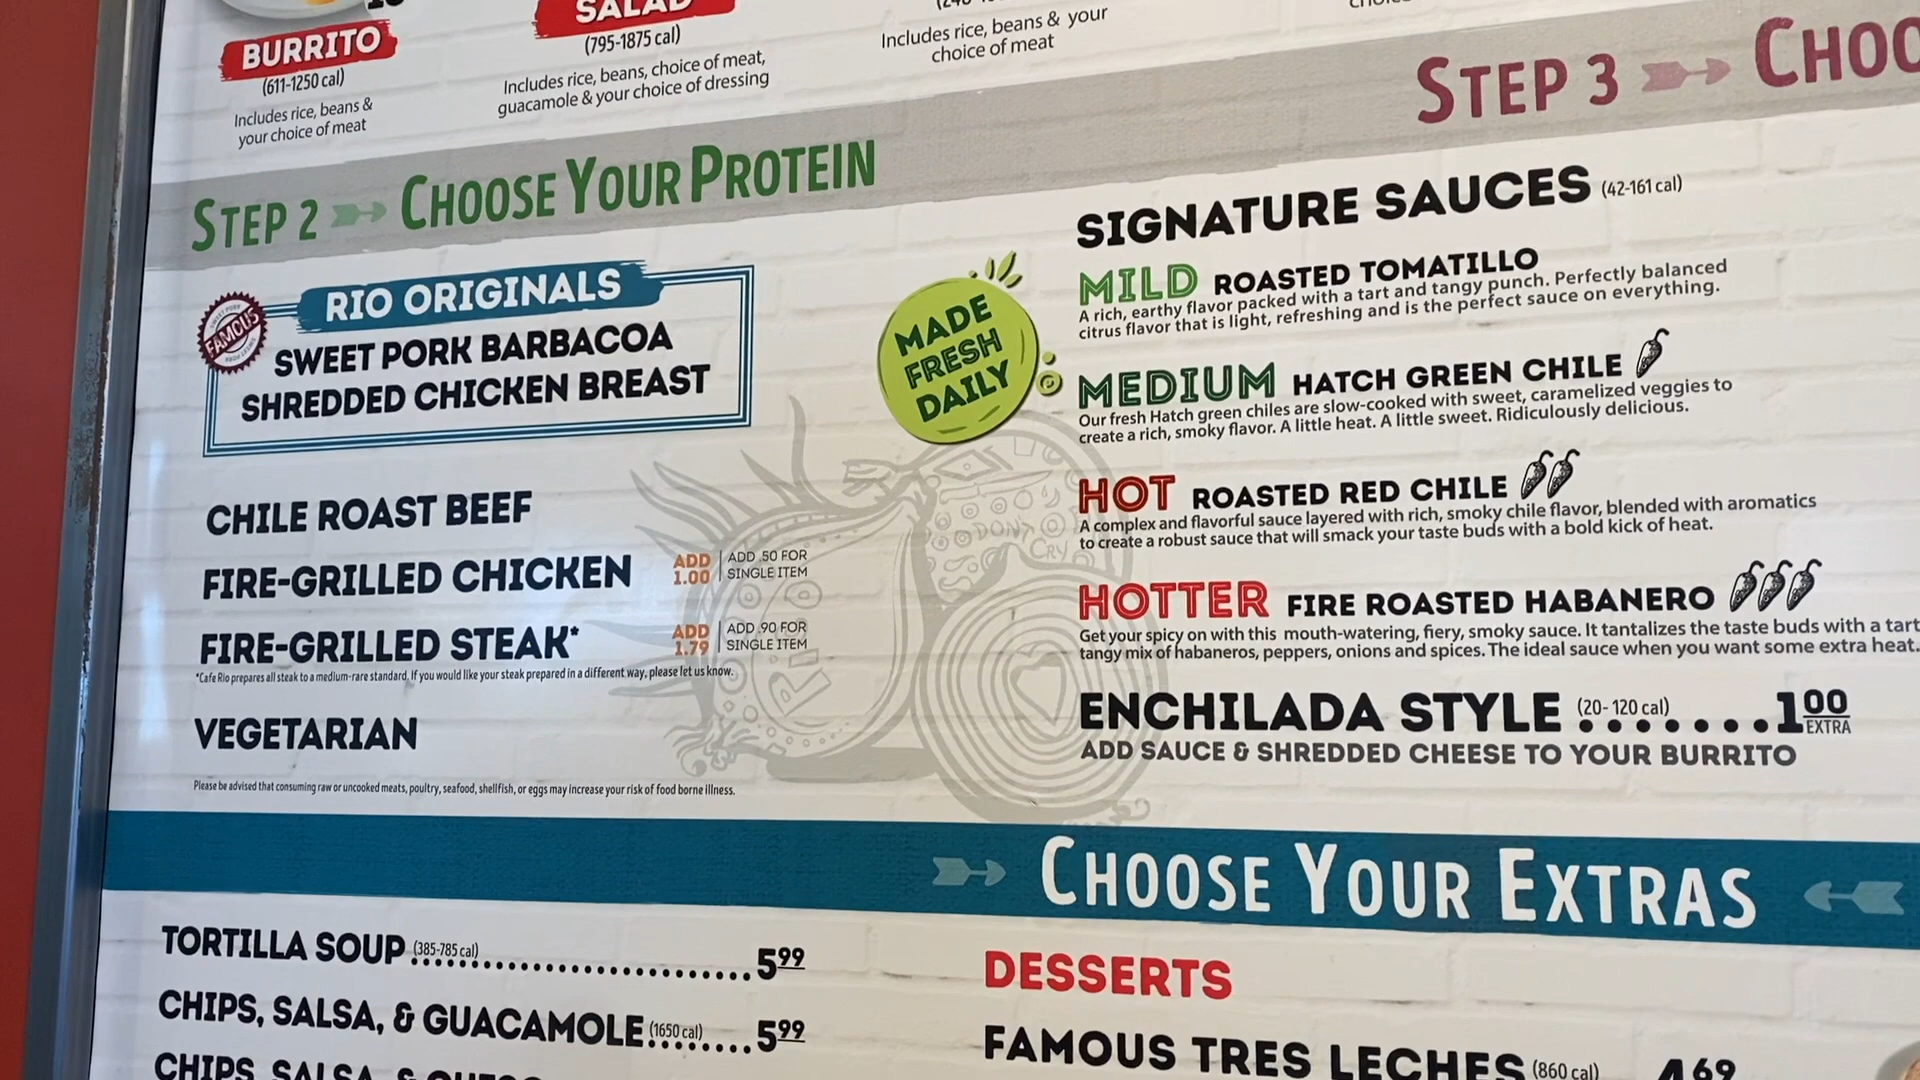 BURRITO
(611-1250 cal)
Includes rice, beans &
your choice of meat
SALAD
(795-1875 cal)
Includes rice, beans, choice of meat,
guacamole & your choice of dressing
Includes rice, beans & your
choice of meat
STEP 2 CHOOSE YOUR PROTEIN
RIO ORIGINALS
FAMOUS
SWEET PORK BARBACOA
SHREDDED CHICKEN BREAST
MADE
FRESH
DAILY
CHILE ROAST BEEF
FIRE-GRILLED CHICKEN
ADD
1.00
ADD .50 FOR
SINGLE ITEM
FIRE-GRILLED STEAK*
ADD
1.79
ADD .90 FOR
SINGLE ITEM
*Cafe Rio prepares all steak to a medium-rare standard. If you would like your steak prepared in a different way, please let us know.
VEGETARIAN
Please be advised that consuming raw or uncooked meats, poultry, seafood, shellfish, or eggs may increase your risk of food borne illness.
DON'T
CRY
RIO
STEP 3 CHOO
SIGNATURE SAUCES (42-161 cal)
MILD ROASTED TOMATILLO
A rich, earthy flavor packed with a tart and tangy punch. Perfectly balanced
citrus flavor that is light, refreshing and is the perfect sauce on everything.
MEDIUM HATCH GREEN CHILE
Our fresh Hatch green chiles are slow-cooked with sweet, caramelized veggies to
create a rich, smoky flavor. A little heat. A little sweet. Ridiculously delicious.
HOT ROASTED RED CHILE
A complex and flavorful sauce layered with rich, smoky chile flavor, blended with aromatics
to create a robust sauce that will smack your taste buds with a bold kick of heat.
HOTTER FIRE ROASTED HABANERO
Get your spicy on with this mouth-watering, fiery, smoky sauce. It tantalizes the taste buds with a tart
tangy mix of habaneros, peppers, onions and spices. The ideal sauce when you want some extra heat.
ENCHILADA STYLE (20-120 cal).......1 00 EXTRA
ADD SAUCE & SHREDDED CHEESE TO YOUR BURRITO
CHOOSE YOUR EXTRAS
TORTILLA SOUP (385-785 cal) 5 99
CHIPS, SALSA, & GUACAMOLE (1650 cal) 5 99
CHIPS, SALSA, & QUESO
DESSERTS
FAMOUS TRES LECHES (860 cal) 4 69